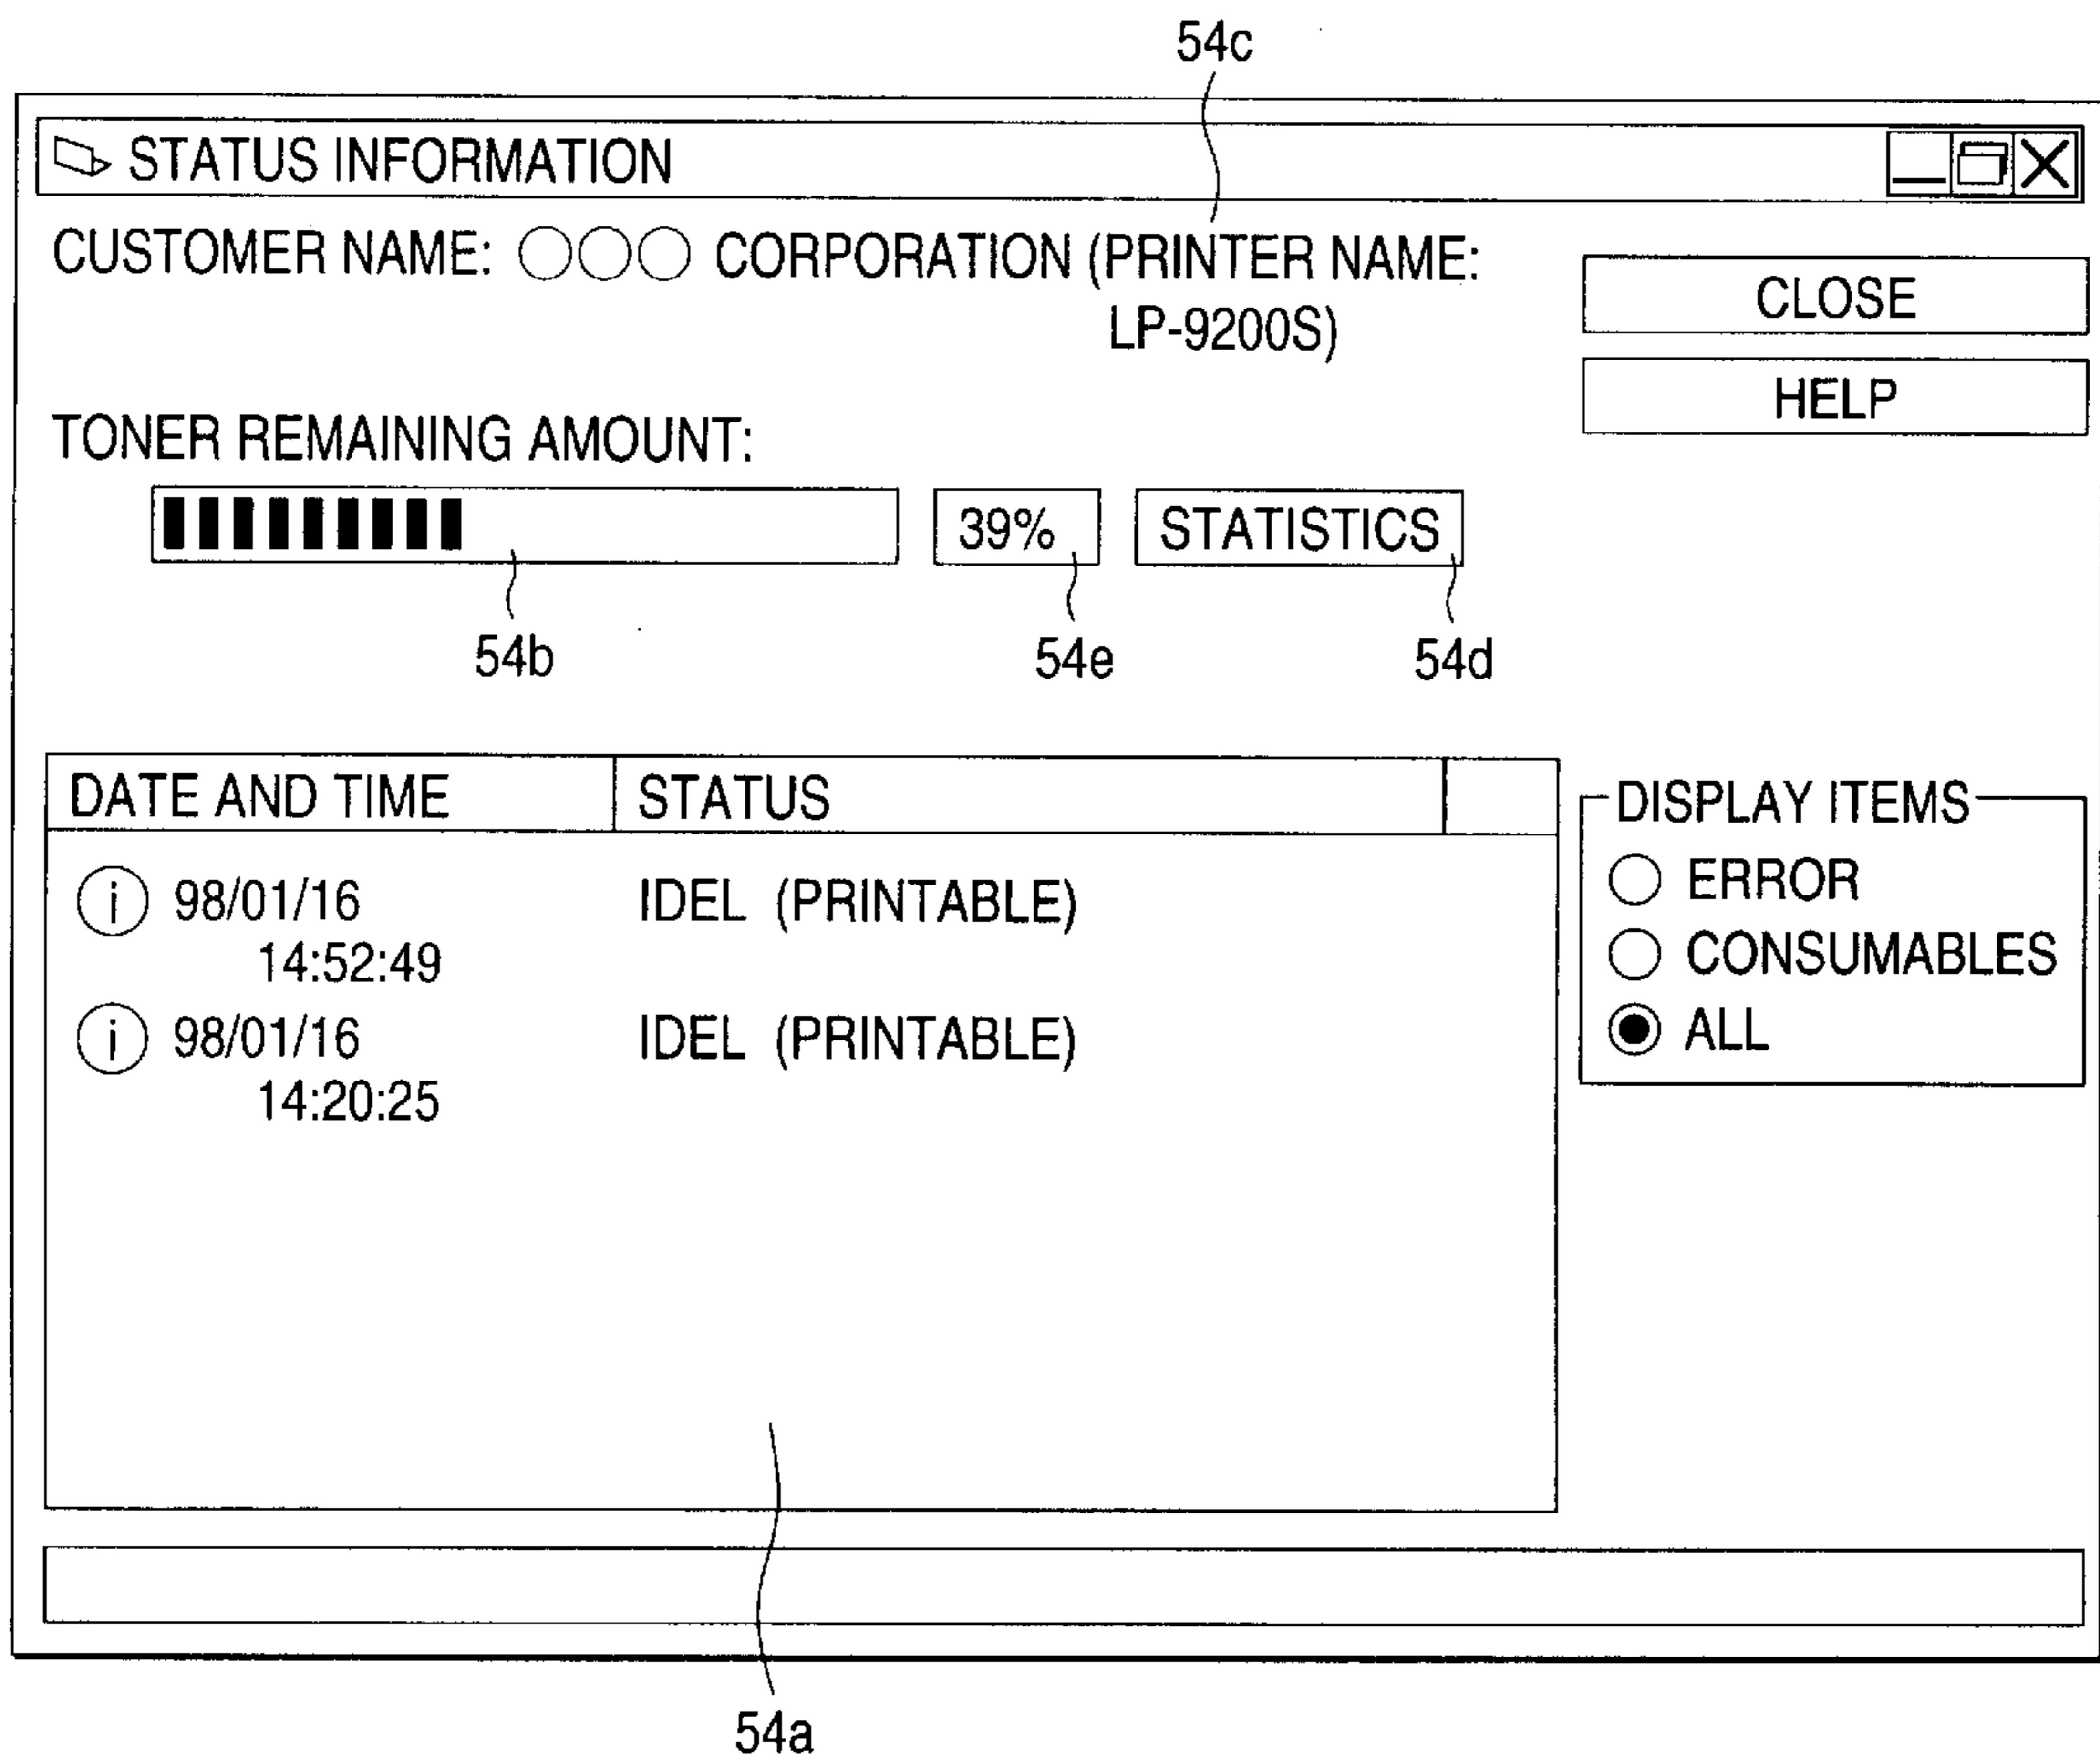 54c
STATUS INFORMATION
CUSTOMER NAME: ○○○ CORPORATION (PRINTER NAME:
LP-9200S)
CLOSE
HELP
TONER REMAINING AMOUNT:
39%
STATISTICS
54b
54e
54d
DATE AND TIME
STATUS
i 98/01/16
IDEL (PRINTABLE)
14:52:49
i 98/01/16
IDEL (PRINTABLE)
14:20:25
DISPLAY ITEMS
ERROR
CONSUMABLES
ALL
54a